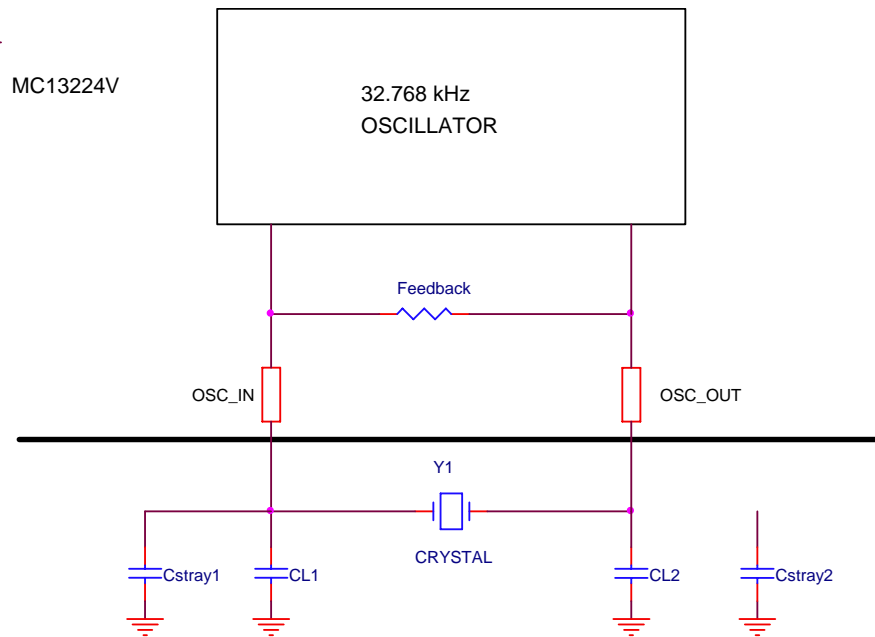 MC13224V
32.768 kHz
OSCILLATOR
Feedback
OSC_IN
OSC_OUT
Y1
CRYSTAL
Cstray1
CL1
CL2
Cstray2